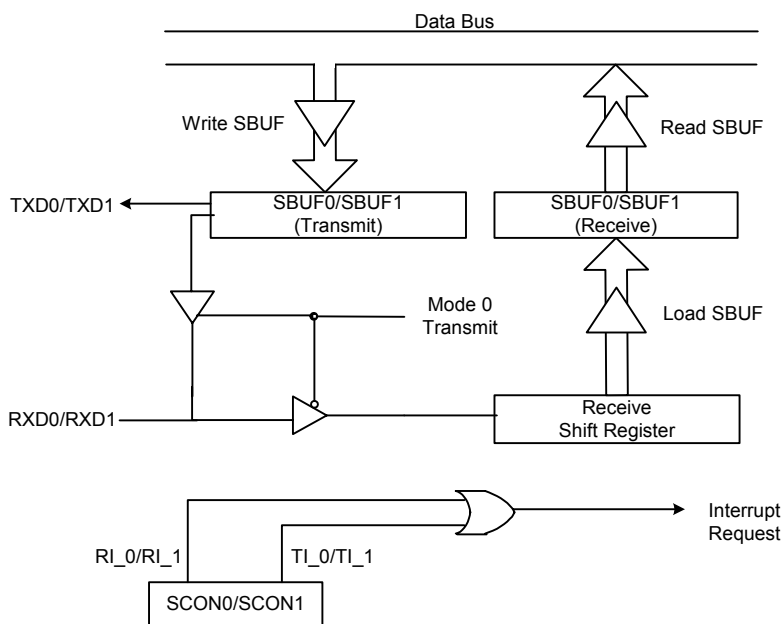 Data Bus
Write SBUF
Read SBUF
TXD0/TXD1
SBUF0/SBUF1
(Transmit)
SBUF0/SBUF1
(Receive)
Mode 0
Transmit
Load SBUF
RXD0/RXD1
Receive
Shift Register
Interrupt
Request
RI_0/RI_1
TI_0/TI_1
SCON0/SCON1